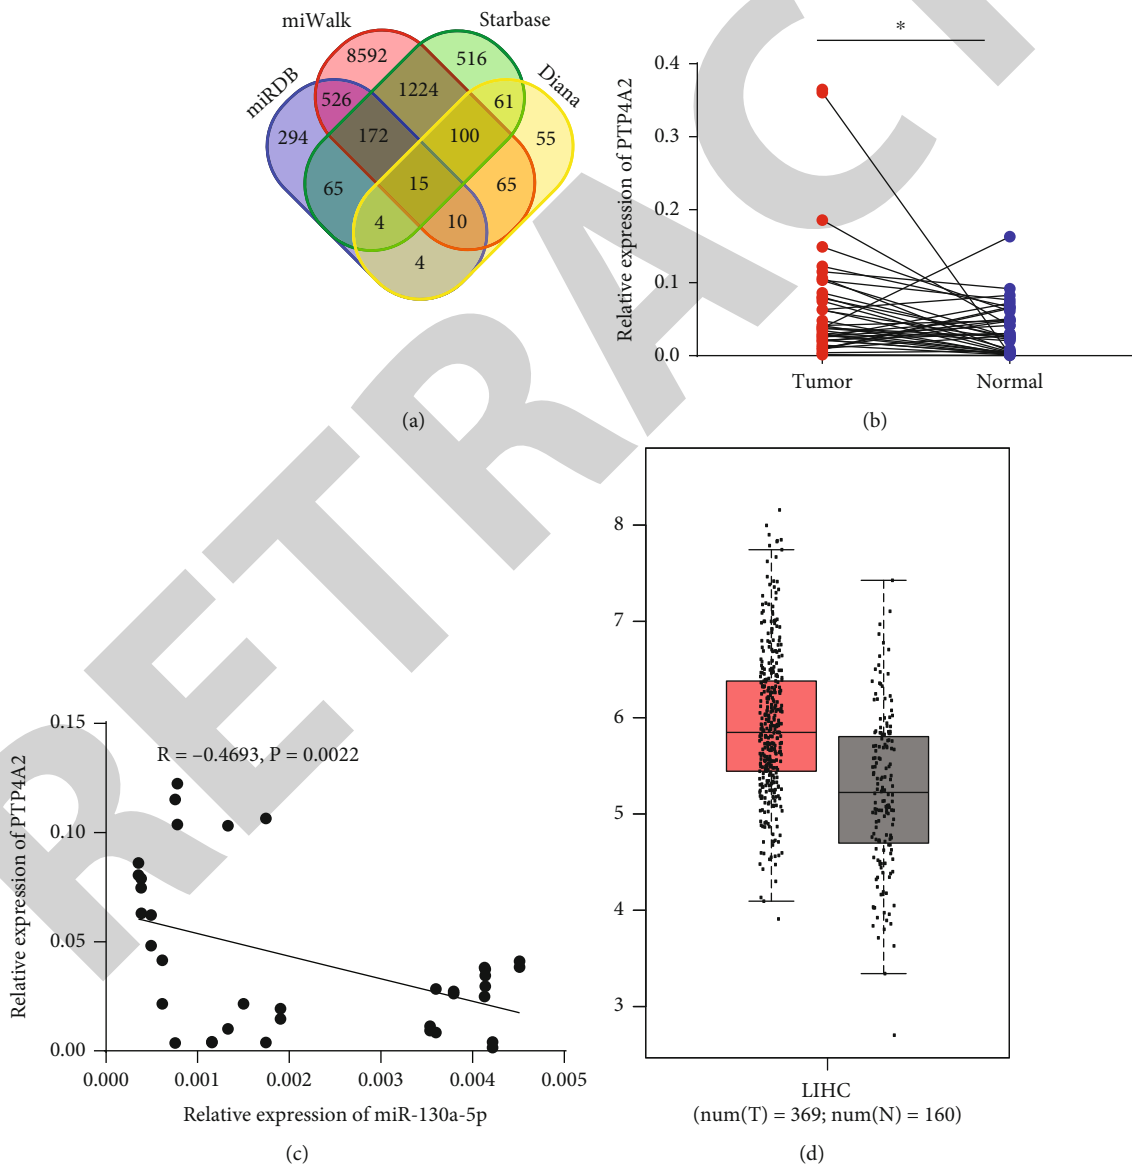 miWalk
Starbase
miRDB
Diana
8592
516
526
1224
61
294
172
100
55
65
15
65
4
10
4
(a)
*
Relative expression of PTP4A2
0.4
0.3
0.2
0.1
0.0
Tumor
Normal
(b)
Relative expression of PTP4A2
0.15
0.10
0.05
0.00
R = –0.4693, P = 0.0022
0.000
0.001
0.002
0.003
0.004
0.005
Relative expression of miR-130a-5p
(c)
8
7
6
5
4
3
LIHC
(num(T) = 369; num(N) = 160)
(d)
RETRACT